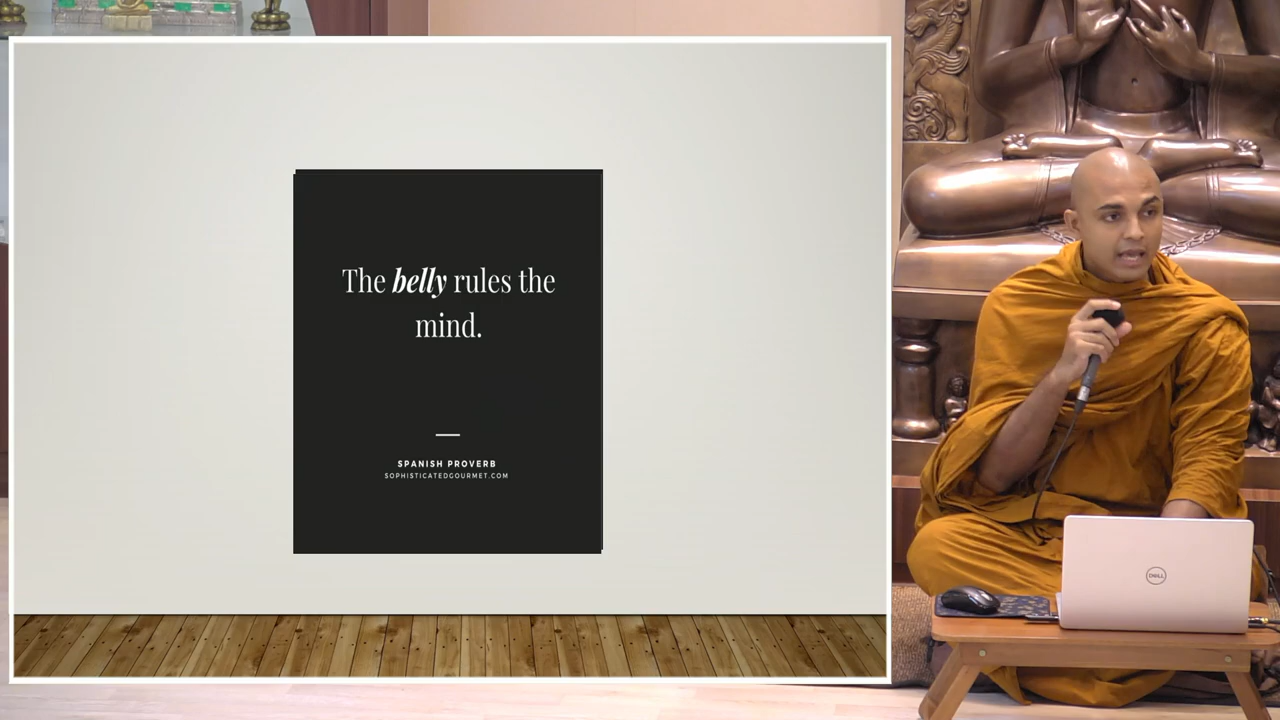 The belly rules the
mind.
SPANISH PROVERB
SOPHISTICATEDGOURMET.COM
DELL